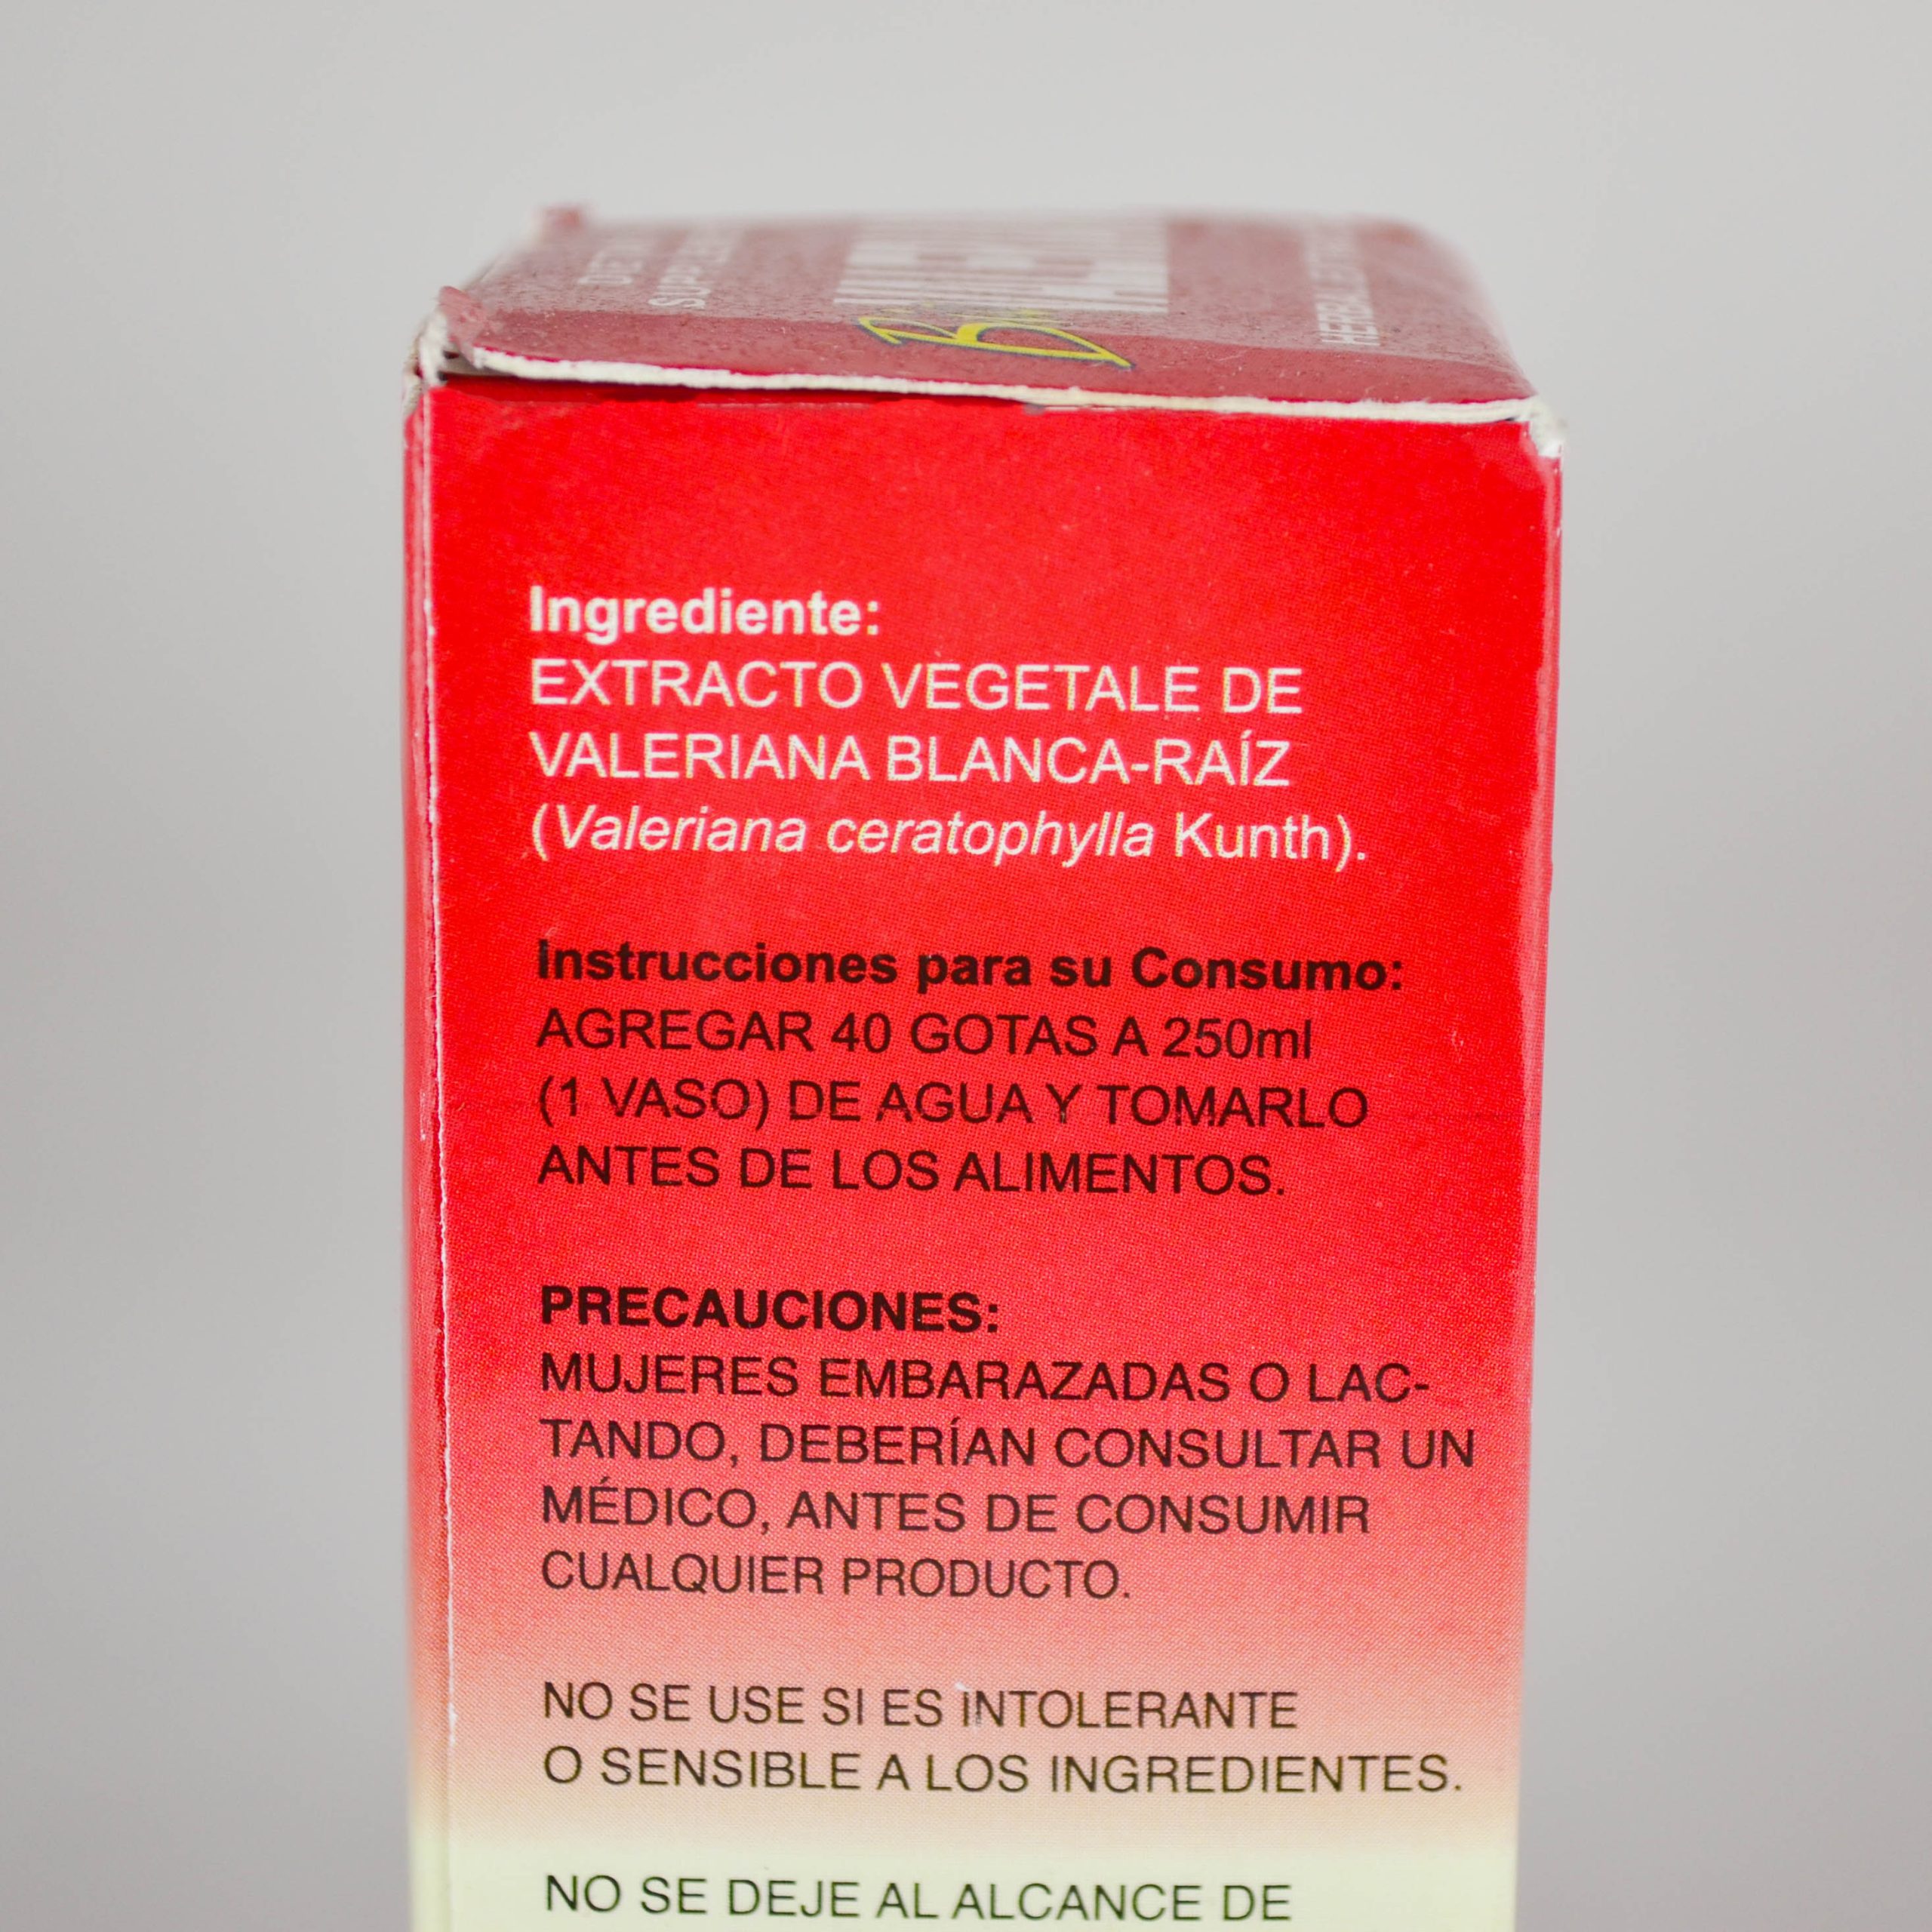 Ingrediente:
EXTRACTO VEGETALE DE
VALERIANA BLANCA-RAÍZ
(Valeriana ceratophylla Kunth).
Instrucciones para su Consumo:
AGREGAR 40 GOTAS A 250ml
(1 VASO) DE AGUA Y TOMARLO
ANTES DE LOS ALIMENTOS.
PRECAUCIONES:
MUJERES EMBARAZADAS O LAC-
TANDO, DEBERÍAN CONSULTAR UN
MÉDICO, ANTES DE CONSUMIR
CUALQUIER PRODUCTO.
NO SE USE SI ES INTOLERANTE
O SENSIBLE A LOS INGREDIENTES.
NO SE DEJE AL ALCANCE DE